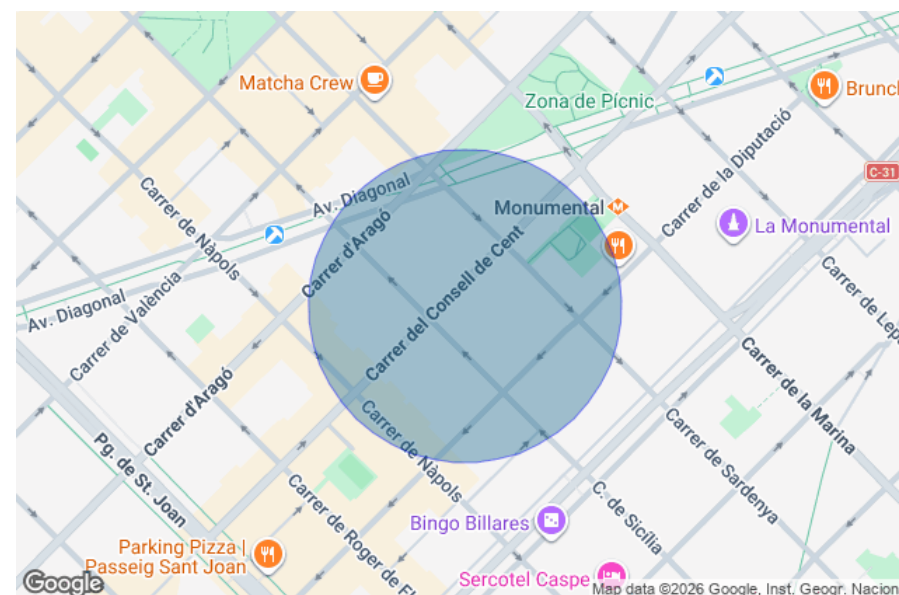 Matcha Crew
Zona de Pícnic
Brunch
Carrer de la Diputació
C-31
Carrer de Nàpols
Av. Diagonal
Monumental
La Monumental
Carrer d'Aragó
Carrer del Consell de Cent
Carrer de Lep
Av. Diagonal
Carrer de València
Carrer d'Aragó
Carrer de la Marina
Pg. de St. Joan
Carrer de Nàpols
Carrer de Sardenya
Carrer de Roger de Fl
C. de Sicília
Bingo Billares
Parking Pizza |
Passeig Sant Joan
Sercotel Caspe
Google
Map data ©2026 Google, Inst. Geogr. Nacion